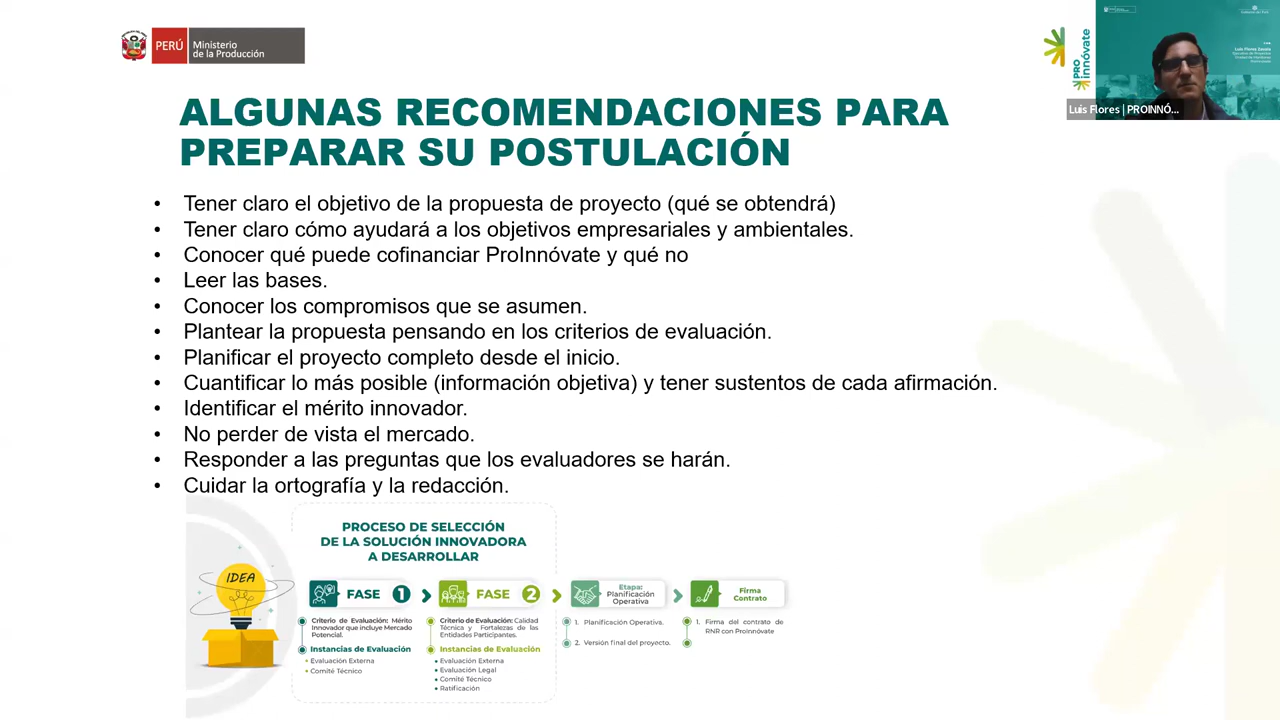 PERÚ
Ministerio
de la Producción
PRO
innóvate
Luis Flores Zavala
Luis Flores | PROINNÓ...
ALGUNAS RECOMENDACIONES PARA
PREPARAR SU POSTULACIÓN
• Tener claro el objetivo de la propuesta de proyecto (qué se obtendrá)
• Tener claro cómo ayudará a los objetivos empresariales y ambientales.
• Conocer qué puede cofinanciar ProInnóvate y qué no
• Leer las bases.
• Conocer los compromisos que se asumen.
• Plantear la propuesta pensando en los criterios de evaluación.
• Planificar el proyecto completo desde el inicio.
• Cuantificar lo más posible (información objetiva) y tener sustentos de cada afirmación.
• Identificar el mérito innovador.
• No perder de vista el mercado.
• Responder a las preguntas que los evaluadores se harán.
• Cuidar la ortografía y la redacción.
PROCESO DE SELECCIÓN
DE LA SOLUCIÓN INNOVADORA
A DESARROLLAR
IDEA
FASE 1
Criterio de Evaluación: Mérito
Innovador que incluye Mercado
Potencial.
Instancias de Evaluación
• Evaluación Externa
• Comité Técnico
FASE 2
Criterio de Evaluación: Calidad
Técnica y Fortalezas de las
Entidades Participantes.
Instancias de Evaluación
• Evaluación Externa
• Evaluación Legal
• Comité Técnico
• Ratificación
Etapa:
Planificación
Operativa
1. Planificación Operativa.
2. Versión final del proyecto.
Firma
Contrato
1. Firma del contrato de
RNR con ProInnóvate